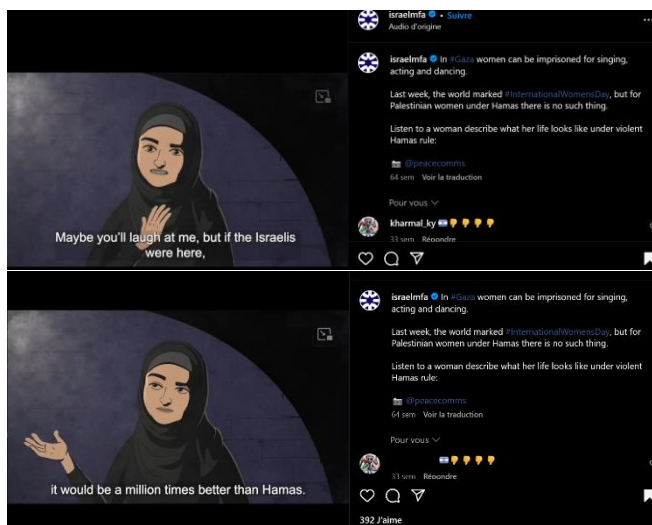 israelmfa • Suivre
Audio d'origine
israelmfa In #Gaza women can be imprisoned for singing,
acting and dancing.
Last week, the world marked #InternationalWomensDay, but for
Palestinian women under Hamas there is no such thing.
Listen to a woman describe what her life looks like under violent
Hamas rule:
📷 @peacecomms
64 sem Voir la traduction
Pour vous
kharmal_ky 🇮🇱👎👎👎👎
33 sem Répondre
Maybe you'll laugh at me, but if the Israelis
were here,
israelmfa In #Gaza women can be imprisoned for singing,
acting and dancing.
Last week, the world marked #InternationalWomensDay, but for
Palestinian women under Hamas there is no such thing.
Listen to a woman describe what her life looks like under violent
Hamas rule:
📷 @peacecomms
64 sem Voir la traduction
Pour vous
🇮🇱👎👎👎👎
33 sem Répondre
392 J'aime
it would be a million times better than Hamas.